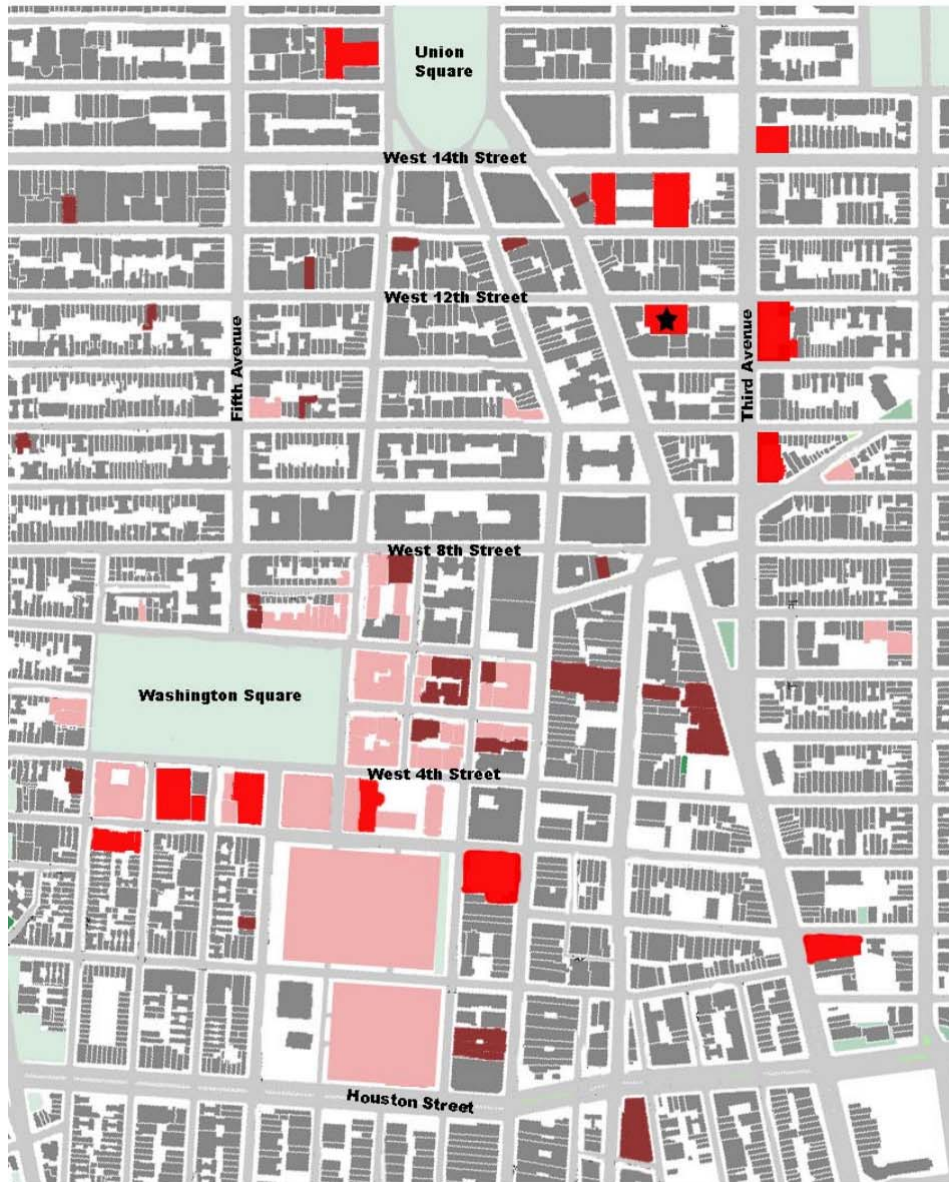 Union
Square
West 14th Street
West 12th Street
Fifth Avenue
Third Avenue
West 8th Street
Washington Square
West 4th Street
Houston Street